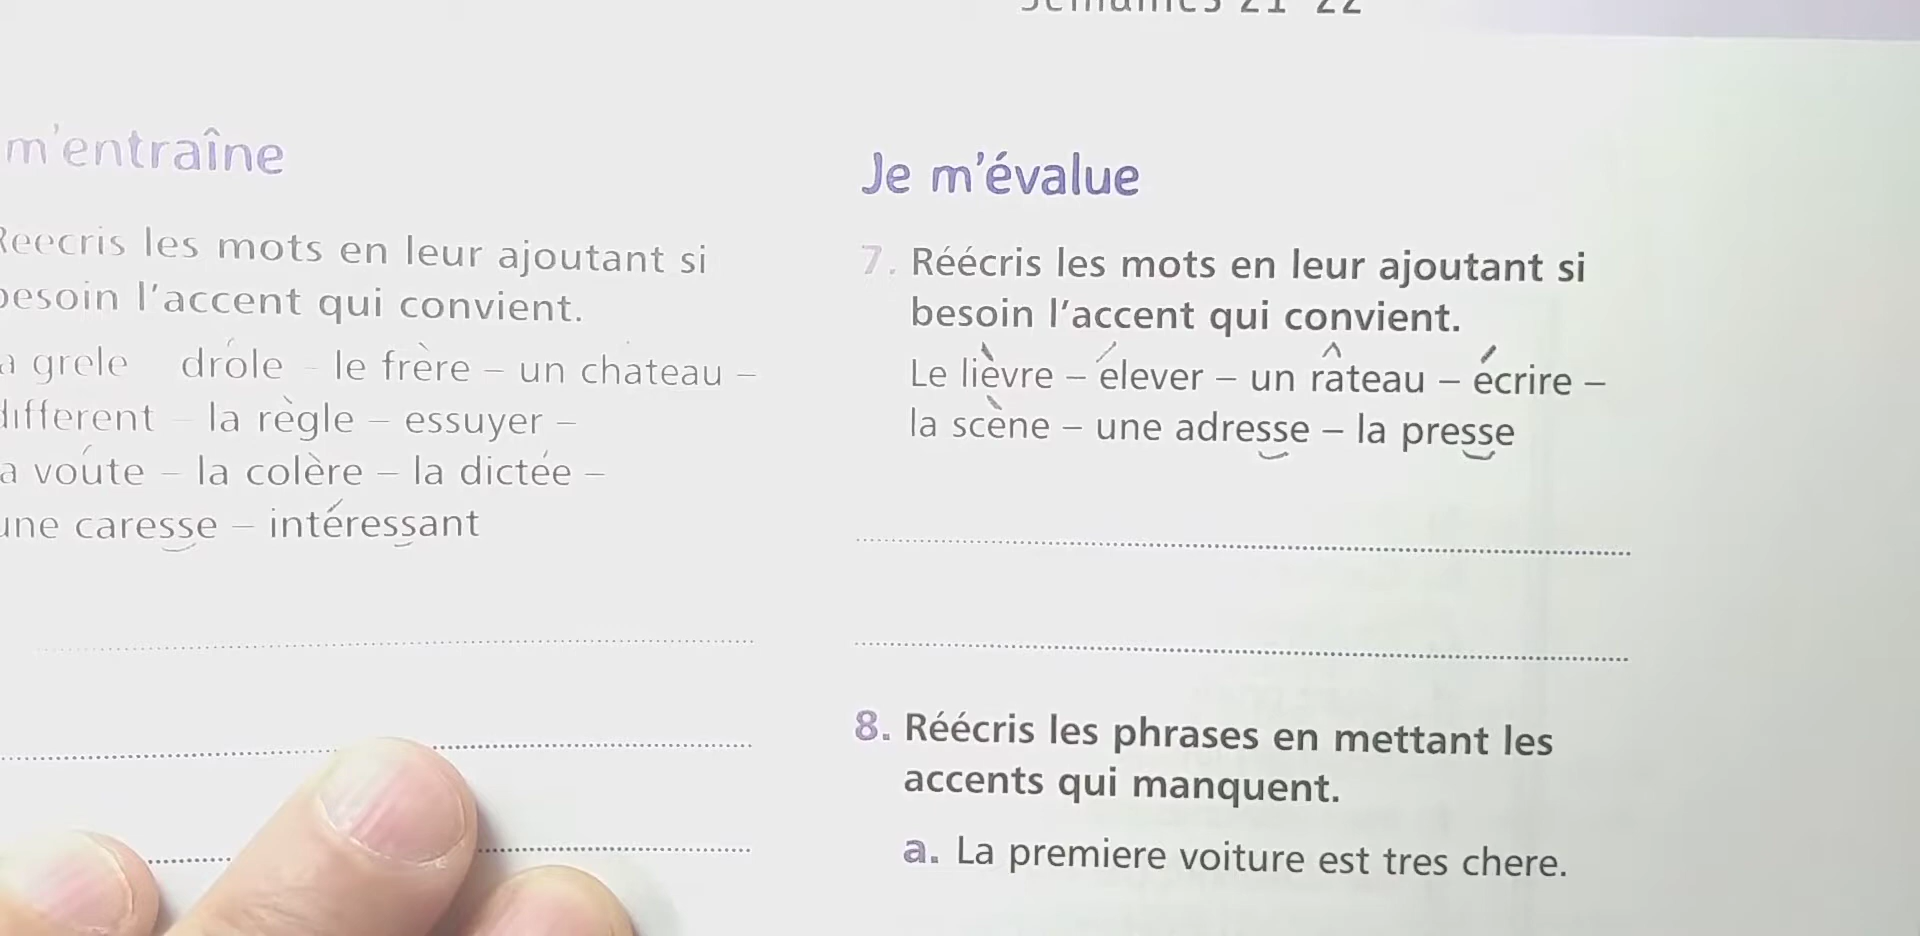 m'entraîne
les mots en leur ajoutant si
besoin l'accent qui convient.
grele drôle – le frère – un chateau –
different – la règle – essuyer –
a voúte – la colère – la dictée –
une caresse – intéressant
Je m'évalue
7. Réécris les mots en leur ajoutant si
besoin l'accent qui convient.
Le lièvre – élever – un râteau – écrire –
la scène – une adresse – la presse
8. Réécris les phrases en mettant les
accents qui manquent.
a. La premiere voiture est tres chere.